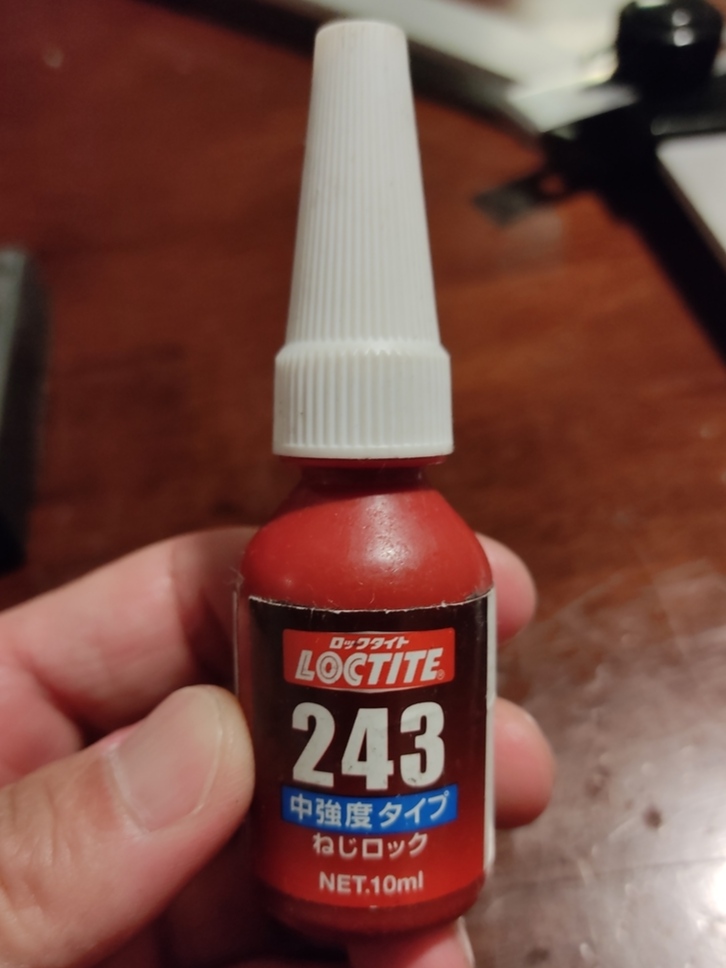 ロックタイト
LOCTITE®
243
中強度タイプ
ねじロック
NET.10ml